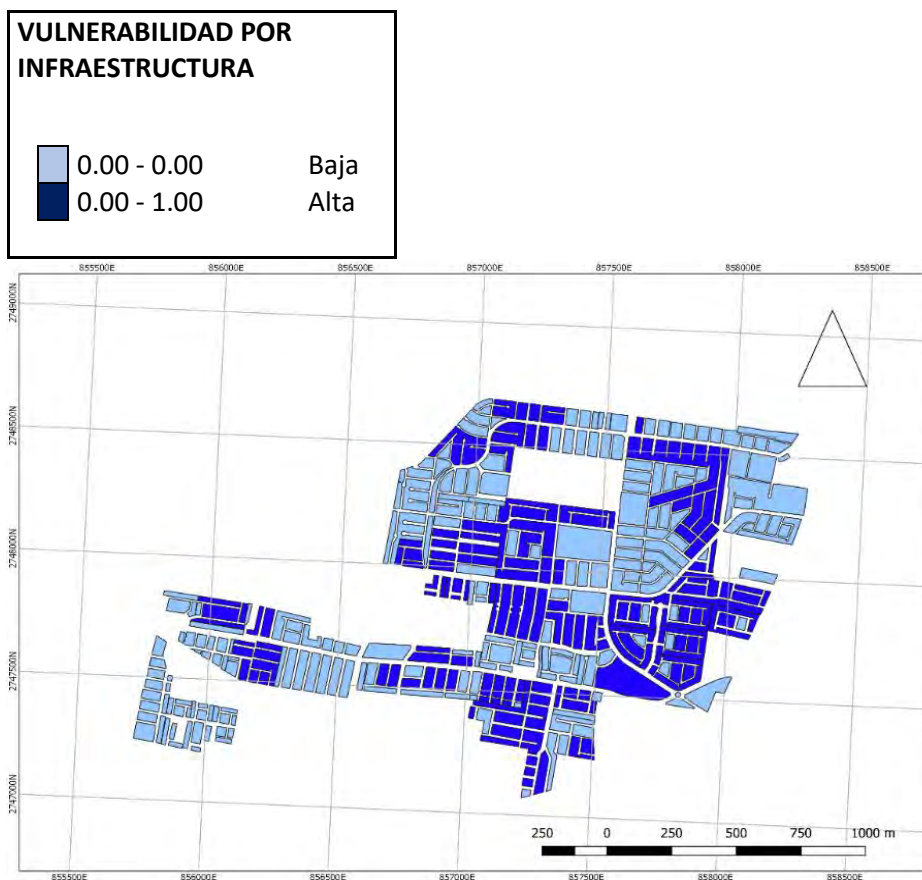 VULNERABILIDAD POR
INFRAESTRUCTURA
0.00 - 0.00 Baja
0.00 - 1.00 Alta
855500E 856000E 856500E 857000E 857500E 858000E 858500E
2749000N
2748500N
2748000N
2747500N
2747000N
250 0 250 500 750 1000 m
855500E 856000E 856500E 857000E 857500E 858000E 858500E